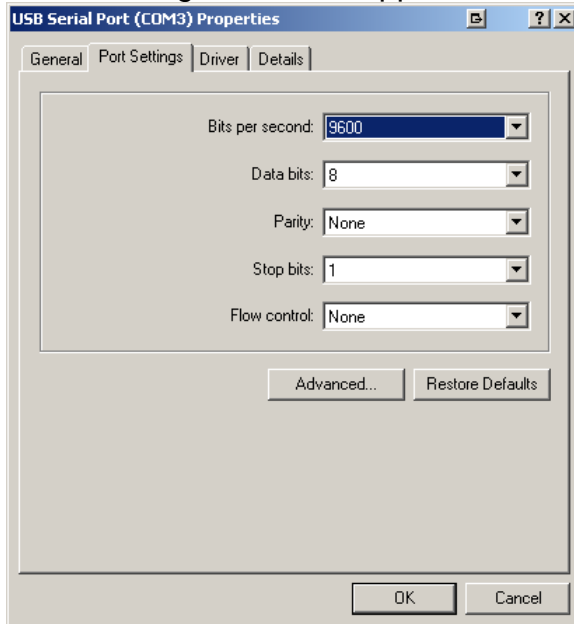 USB Serial Port (COM3) Properties
General Port Settings Driver Details
Bits per second: 9600
Data bits: 8
Parity: None
Stop bits: 1
Flow control: None
Advanced... Restore Defaults
OK Cancel